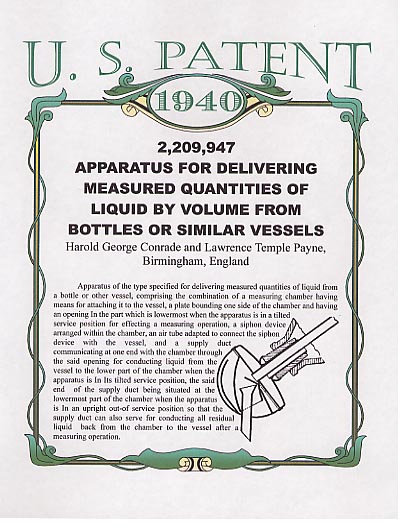 U. S. PATENT
1940
2,209,947
APPARATUS FOR DELIVERING
MEASURED QUANTITIES OF
LIQUID BY VOLUME FROM
BOTTLES OR SIMILAR VESSELS
Harold George Conrade and Lawrence Temple Payne,
Birmingham, England
Apparatus of the type specified for delivering measured quantities of liquid from
a bottle or other vessel, comprising the combination of a measuring chamber having
means for attaching it to the vessel, a plate bounding one side of the chamber and having
an opening In the part which is lowermost when the apparatus is in a tilted
service position for effecting a measuring operation, a siphon device
arranged within the chamber, an air tube adapted to connect the siphon
device with the vessel, and a supply duct
communicating at one end with the chamber through
the said opening for conducting liquid from the
vessel to the lower part of the chamber when the
apparatus is In Its tilted service position, the said
end of the supply duct being situated at the
lowermost part of the chamber when the apparatus
is In an upright out-of service position so that the
supply duct can also serve for conducting all residual
liquid back from the chamber to the vessel after a
measuring operation.